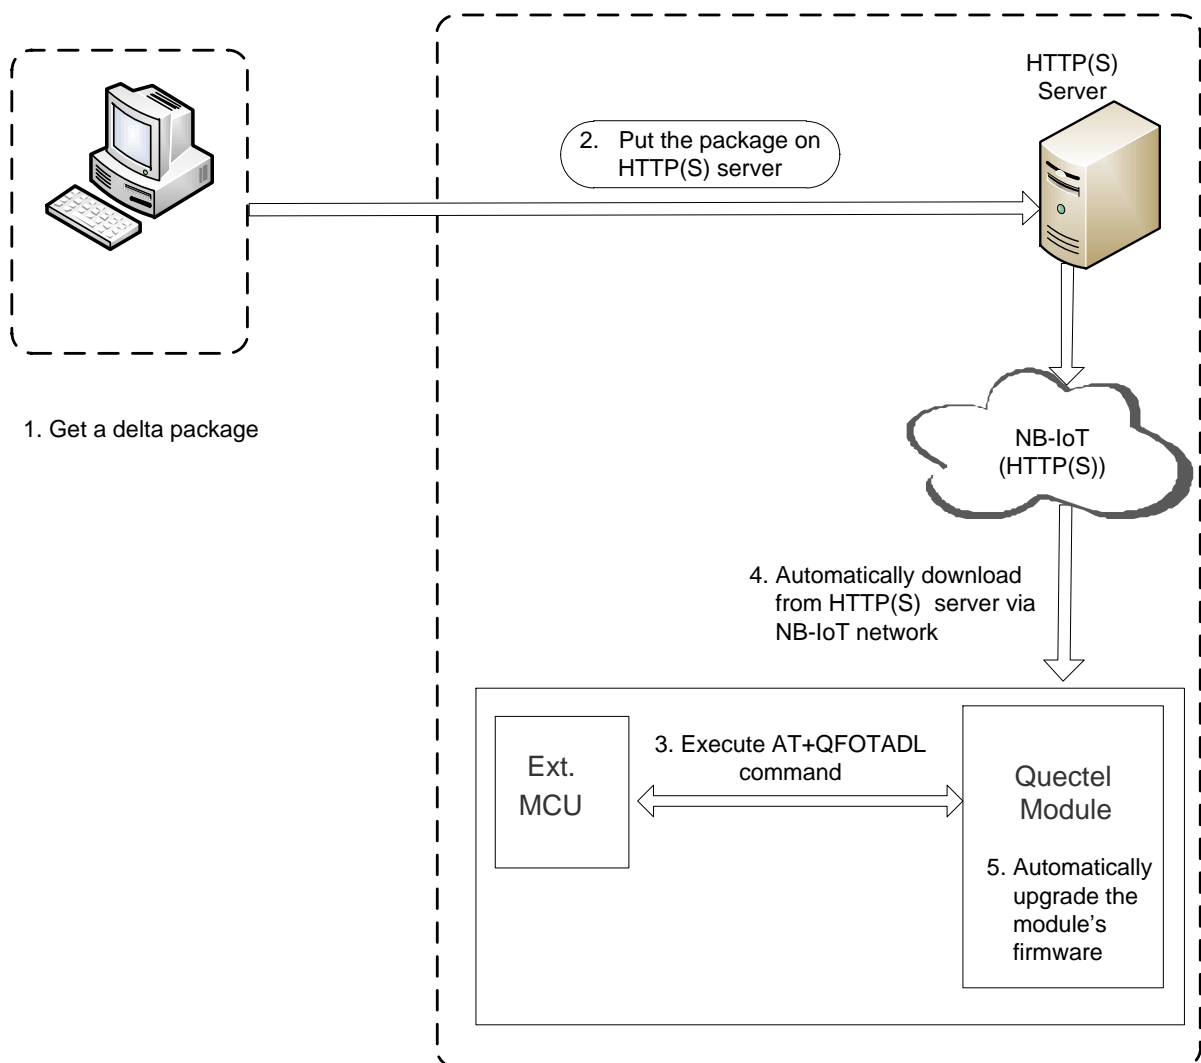 HTTP(S)
Server
2. Put the package on
HTTP(S) server
1. Get a delta package
NB-IoT
(HTTP(S))
4. Automatically download
from HTTP(S) server via
NB-IoT network
3. Execute AT+QFOTADL
command
Ext.
MCU
Quectel
Module
5. Automatically
upgrade the
module's
firmware